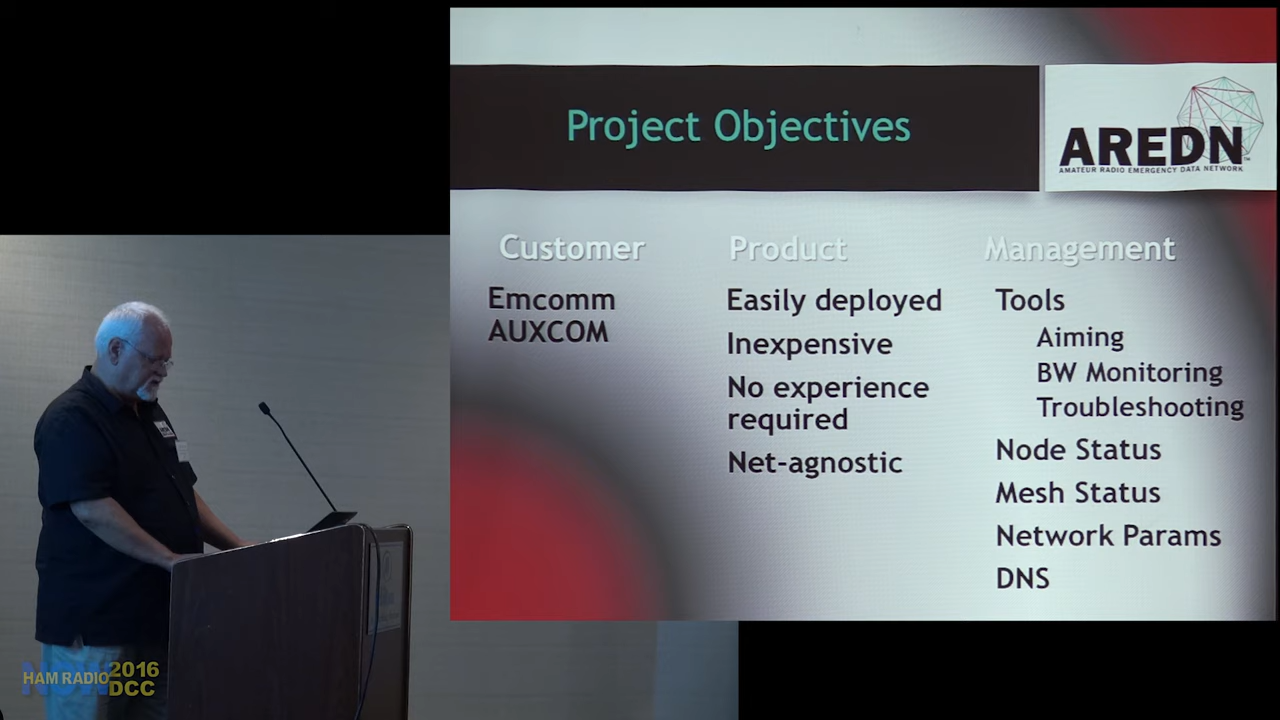 Project Objectives
AREDN
AMATEUR RADIO EMERGENCY DATA NETWORK
Customer
Emcomm
AUXCOM
Product
Easily deployed
Inexpensive
No experience
required
Net-agnostic
Management
Tools
Aiming
BW Monitoring
Troubleshooting
Node Status
Mesh Status
Network Params
DNS
HAM RADIO
NOW
2016
DCC